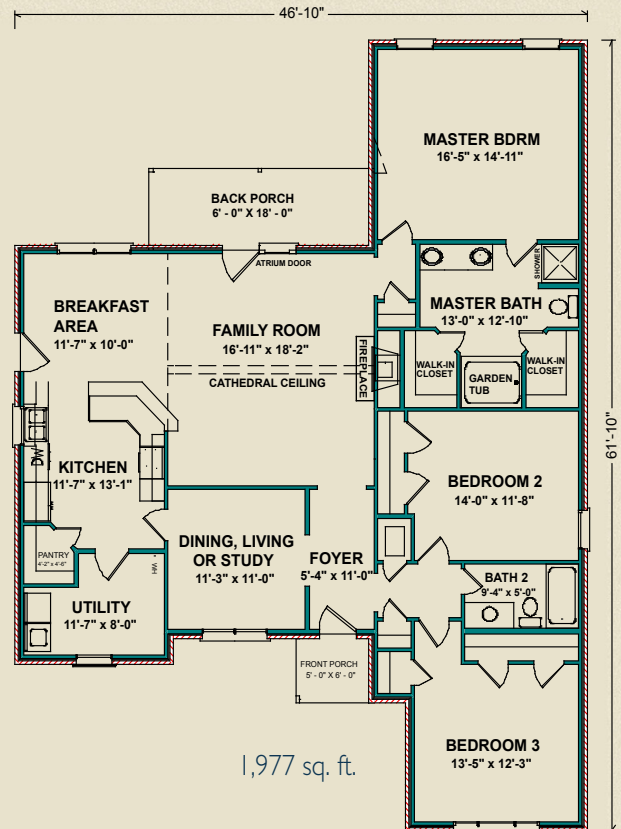 46'-10"
MASTER BDRM
16'-5" x 14'-11"
BACK PORCH
6' - 0" X 18' - 0"
ATRIUM DOOR
SHOWER
MASTER BATH
13'-0" x 12'-10"
BREAKFAST
AREA
11'-7" x 10'-0"
FAMILY ROOM
16'-11" x 18'-2"
CATHEDRAL CEILING
FIREPLACE
WALK-IN
CLOSET
GARDEN
TUB
WALK-IN
CLOSET
61'-10"
DW
KITCHEN
11'-7" x 13'-1"
BEDROOM 2
14'-0" x 11'-8"
DINING, LIVING
OR STUDY
11'-3" x 11'-0"
FOYER
5'-4" x 11'-0"
PANTRY
4'-2" x 4'-6"
WH
BATH 2
9'-4" x 5'-0"
UTILITY
11'-7" x 8'-0"
FRONT PORCH
5' - 0" X 6' - 0"
BEDROOM 3
13'-5" x 12'-3"
1,977 sq. ft.